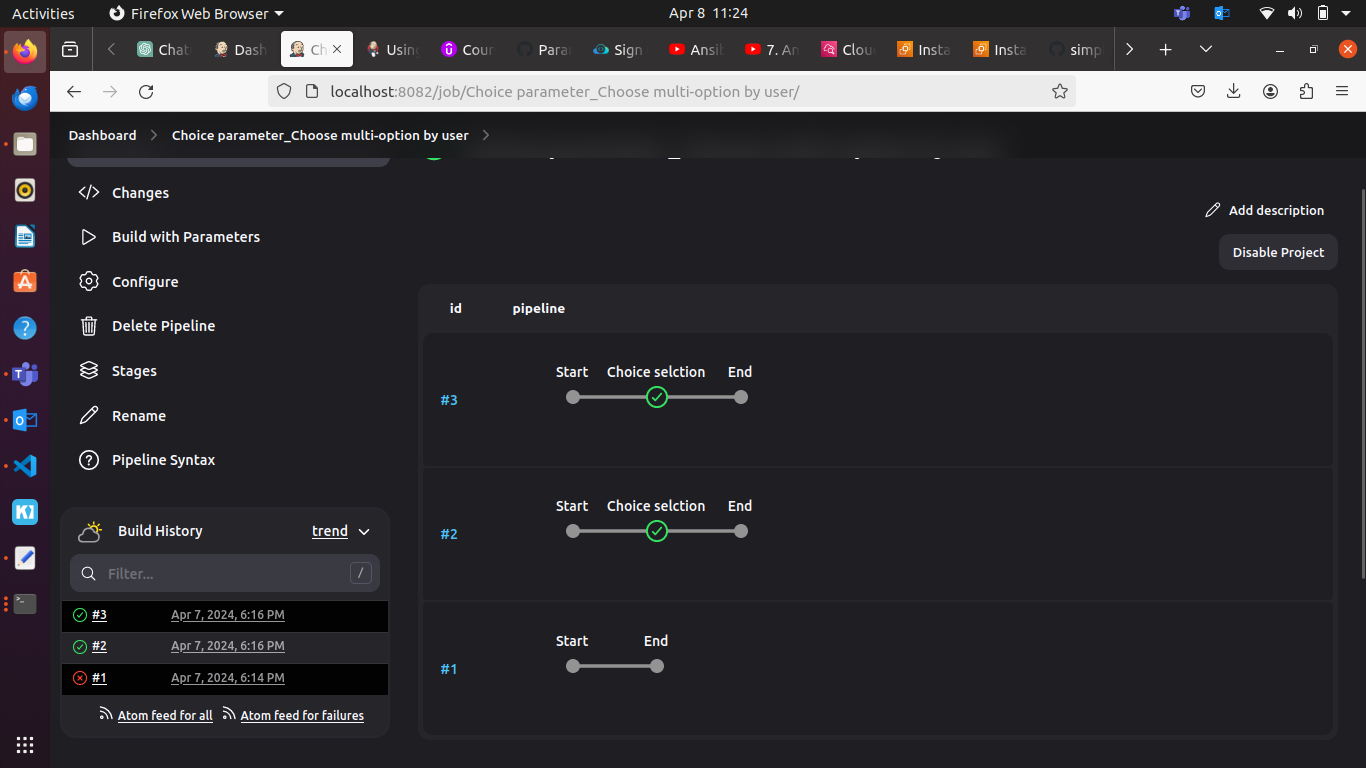 Activities
Firefox Web Browser
Apr 8 11:24
Chat
Dash
Ch
Using
Cour
Para
Sign
Ansib
7. An
Clou
Insta
Insta
simp
localhost:8082/job/Choice parameter_Choose multi-option by user/
Dashboard
Choice parameter_Choose multi-option by user
Changes
Build with Parameters
Configure
Delete Pipeline
Stages
Rename
Pipeline Syntax
Build History
trend
Filter...
/
#3
Apr 7, 2024, 6:16 PM
#2
Apr 7, 2024, 6:16 PM
#1
Apr 7, 2024, 6:14 PM
Atom feed for all
Atom feed for failures
Add description
Disable Project
id
pipeline
#3
Start
Choice selction
End
#2
Start
Choice selction
End
#1
Start
End